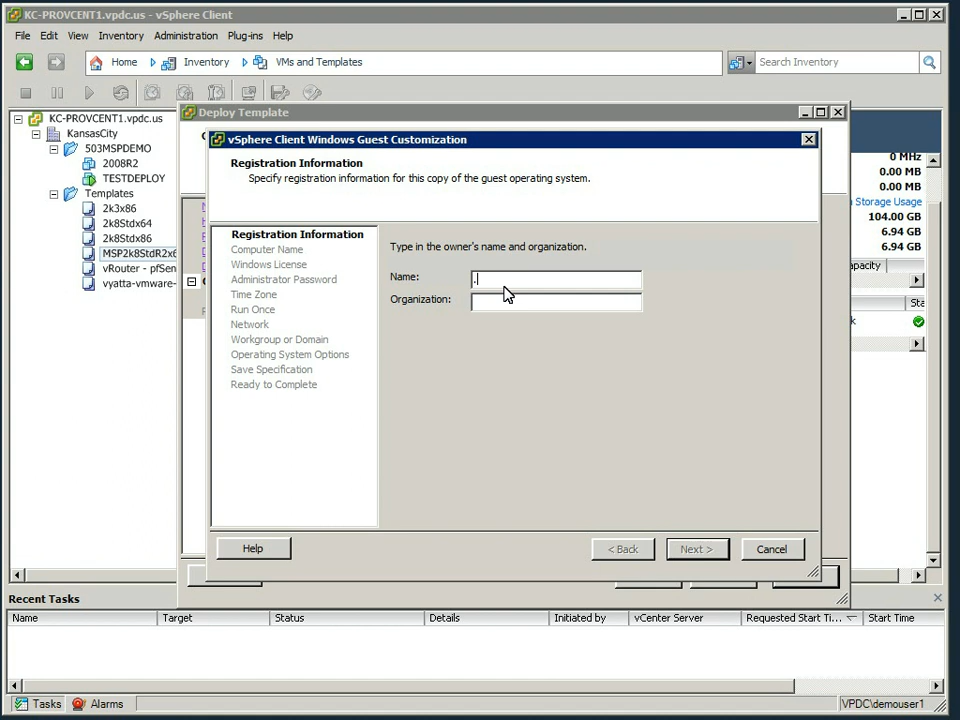 KC-PROVCENT1.vpdc.us - vSphere Client
File Edit View Inventory Administration Plug-ins Help
Home Inventory VMs and Templates Search Inventory
KC-PROVCENT1.vpdc.us
KansasCity
503MSPDEMO
2008R2
TESTDEPLOY
Templates
2k3x86
2k8Stdx64
2k8Stdx86
MSP2k8StdR2x6
vRouter - pfSen
vyatta-vmware-
Deploy Template
vSphere Client Windows Guest Customization
Registration Information
Specify registration information for this copy of the guest operating system.
Registration Information
Computer Name
Windows License
Administrator Password
Time Zone
Run Once
Network
Workgroup or Domain
Operating System Options
Save Specification
Ready to Complete
Type in the owner's name and organization.
Name: .
Organization:
Help < Back Next > Cancel
0 MHz
0.00 MB
0.00 MB
Storage Usage
104.00 GB
6.94 GB
6.94 GB
apacity
Sta
k
Recent Tasks
Name Target Status Details Initiated by vCenter Server Requested Start Ti... Start Time
Tasks Alarms VPDC\demouser1